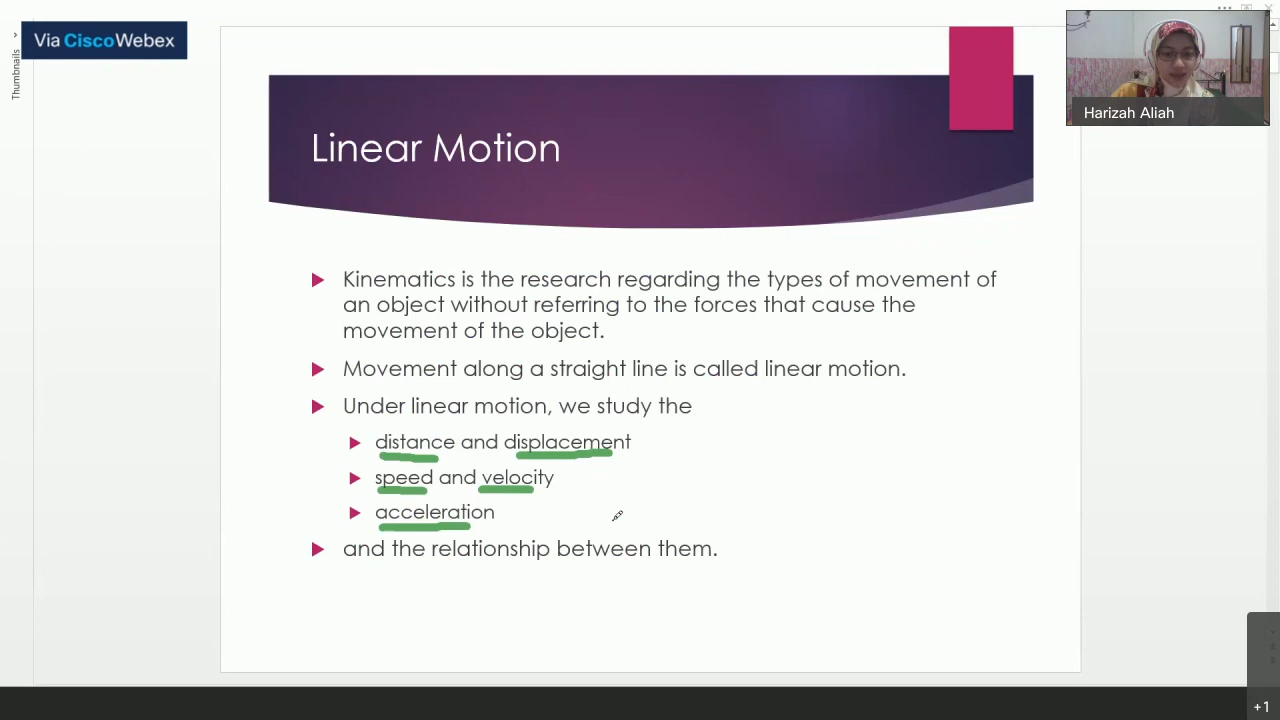 Via Cisco Webex
Thumbnails
Harizah Aliah
Linear Motion
Kinematics is the research regarding the types of movement of
an object without referring to the forces that cause the
movement of the object.
Movement along a straight line is called linear motion.
Under linear motion, we study the
distance and displacement
speed and velocity
acceleration
and the relationship between them.
+1